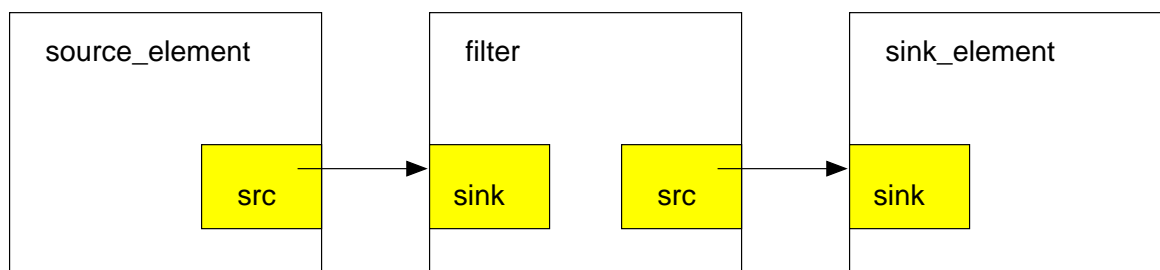 source_element
filter
sink_element
src
sink
src
sink